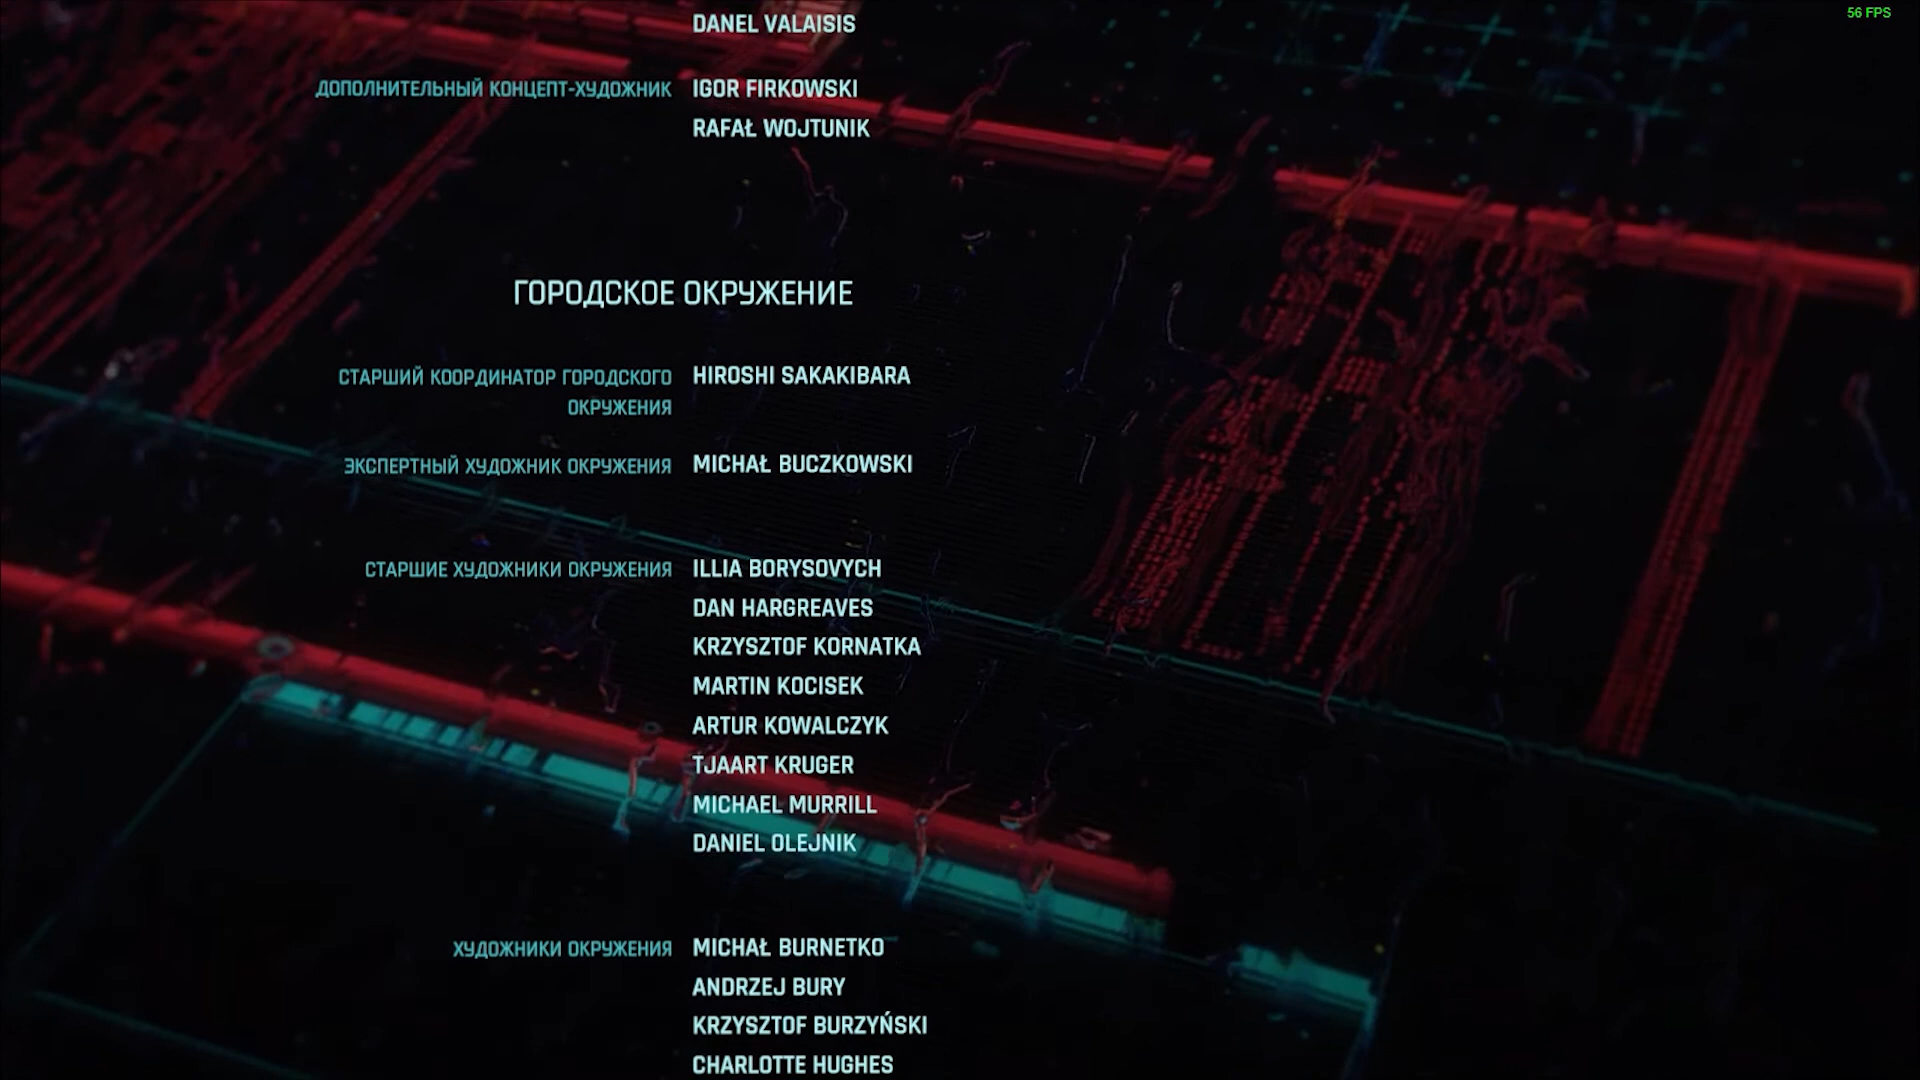 56 FPS
DANEL VALAISIS
ДОПОЛНИТЕЛЬНЫЙ КОНЦЕПТ-ХУДОЖНИК IGOR FIRKOWSKI
RAFAŁ WOJTUNIK
ГОРОДСКОЕ ОКРУЖЕНИЕ
СТАРШИЙ КООРДИНАТОР ГОРОДСКОГО HIROSHI SAKAKIBARA
ОКРУЖЕНИЯ
ЭКСПЕРТНЫЙ ХУДОЖНИК ОКРУЖЕНИЯ MICHAŁ BUCZKOWSKI
СТАРШИЕ ХУДОЖНИКИ ОКРУЖЕНИЯ ILLIA BORYSOVYCH
DAN HARGREAVES
KRZYSZTOF KORNATKA
MARTIN KOCISEK
ARTUR KOWALCZYK
TJAART KRUGER
MICHAEL MURRILL
DANIEL OLEJNIK
ХУДОЖНИКИ ОКРУЖЕНИЯ MICHAŁ BURNETKO
ANDRZEJ BURY
KRZYSZTOF BURZYŃSKI
CHARLOTTE HUGHES